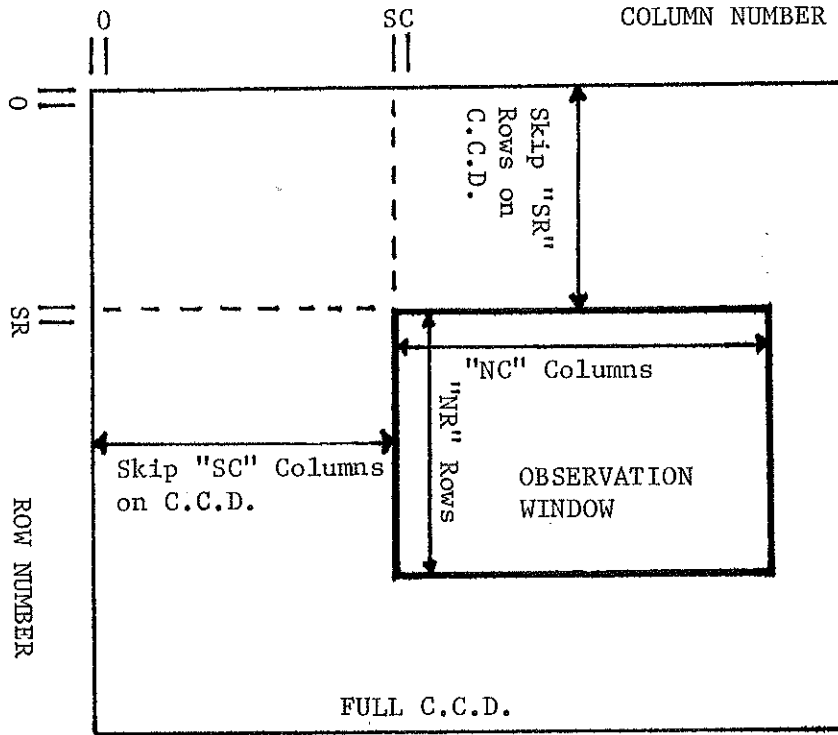 0
SC
COLUMN NUMBER
0
Skip "SR"
Rows on
C.C.D.
SR
"NC" Columns
"NR" Rows
Skip "SC" Columns
on C.C.D.
OBSERVATION
WINDOW
ROW NUMBER
FULL C.C.D.